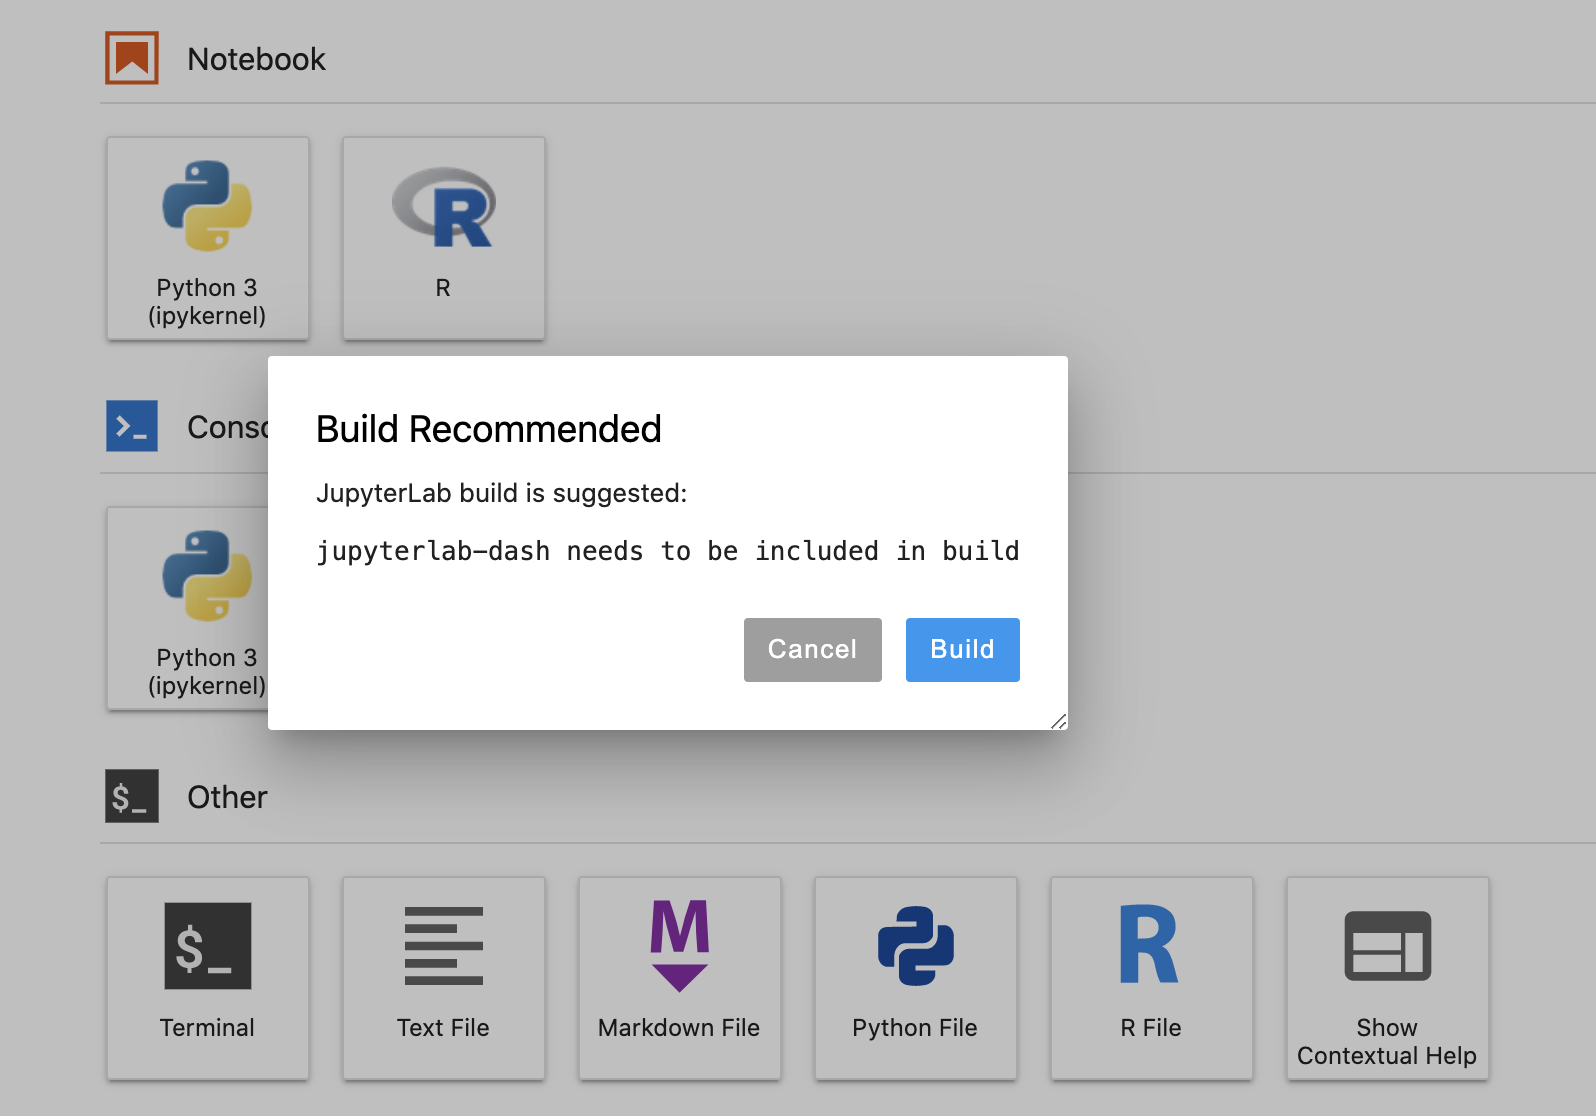 Notebook
Python 3
(ipykernel)
R
Build Recommended
JupyterLab build is suggested:
jupyterlab-dash needs to be included in build
Cancel
Build
Python 3
(ipykernel)
$_ Other
$_
Terminal
Text File
M
Markdown File
Python File
R
R File
Show
Contextual Help